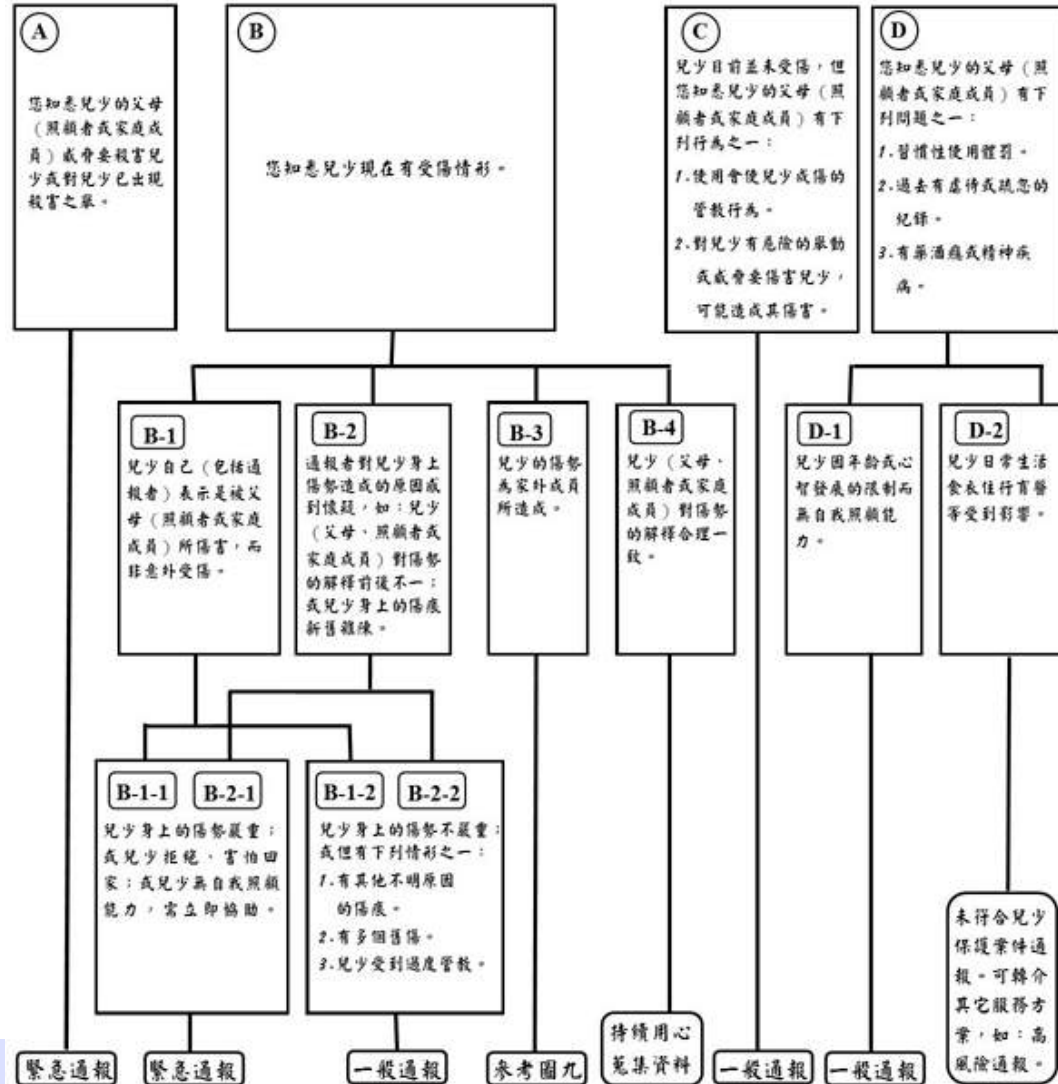 A
您知悉兒少的父母
(照顧者或家庭成
員)威脅要殺害兒
少或對兒少已出現
殺害之舉。
B
您知悉兒少現在有受傷情形。
C
兒少目前並未受傷,但
您知悉兒少的父母(照
顧者或家庭成員)有下
列行為之一:
1.使用會使兒少成傷的
管教行為。
2.對兒少有危險的舉動
或威脅要傷害兒少,
可能造成其傷害。
D
您知悉兒少的父母(照
顧者或家庭成員)有下
列問題之一:
1.習慣性使用體罰。
2.過去有虐待或疏忽的
紀錄。
3.有藥酒癮或精神疾
病。
B-1
兒少自己(包括通
報者)表示是被父
母(照顧者或家庭
成員)所傷害,而
非意外受傷。
B-2
通報者對兒少身上
傷勢造成的原因感
到懷疑,如:兒少
(父母、照顧者或
家庭成員)對傷勢
的解釋前後不一;
或兒少身上的傷痕
新舊雜陳。
B-3
兒少的傷勢
為家外成員
所造成。
B-4
兒少(父母、
照顧者或家庭
成員)對傷勢
的解釋合理一
致。
D-1
兒少因年齡或心
智發展的限制而
無自我照顧能
力。
D-2
兒少日常生活
食衣住行育醫
等受到影響。
B-1-1 B-2-1
兒少身上的傷勢嚴重;
或兒少拒絕、害怕回
家;或兒少無自我照顧
能力,需立即協助。
B-1-2 B-2-2
兒少身上的傷勢不嚴重;
或但有下列情形之一:
1.有其他不明原因
的傷痕。
2.有多個舊傷。
3.兒少受到過度管教。
緊急通報
緊急通報
一般通報
參考圖九
持續用心
蒐集資料
一般通報
一般通報
未符合兒少
保護案件通
報。可轉介
其它服務方
案,如:高
風險通報。